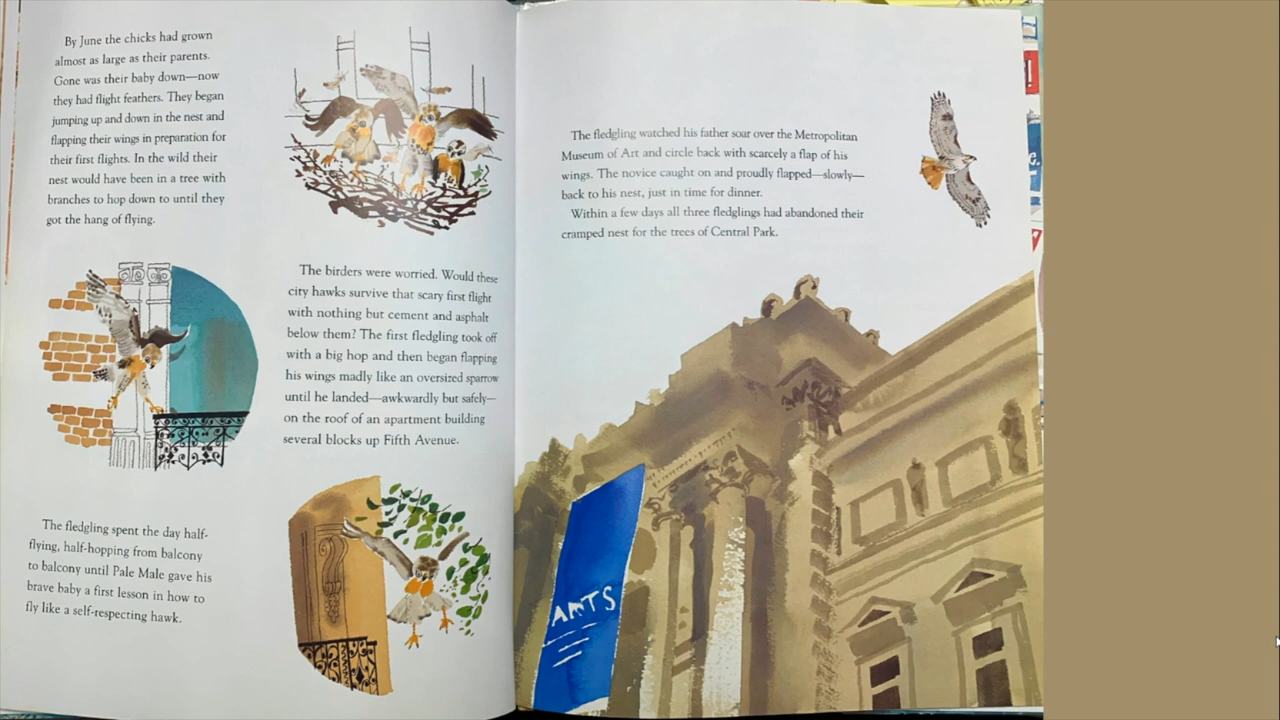 By June the chicks had grown
almost as large as their parents.
Gone was their baby down—now
they had flight feathers. They began
jumping up and down in the nest and
flapping their wings in preparation for
their first flights. In the wild their
nest would have been in a tree with
branches to hop down to until they
got the hang of flying.
The birders were worried. Would these
city hawks survive that scary first flight
with nothing but cement and asphalt
below them? The first fledgling took off
with a big hop and then began flapping
his wings madly like an oversized sparrow
until he landed—awkwardly but safely—
on the roof of an apartment building
several blocks up Fifth Avenue.
The fledgling spent the day half-
flying, half-hopping from balcony
to balcony until Pale Male gave his
brave baby a first lesson in how to
fly like a self-respecting hawk.
The fledgling watched his father soar over the Metropolitan
Museum of Art and circle back with scarcely a flap of his
wings. The novice caught on and proudly flapped—slowly—
back to his nest, just in time for dinner.
Within a few days all three fledglings had abandoned their
cramped nest for the trees of Central Park.
ARTS